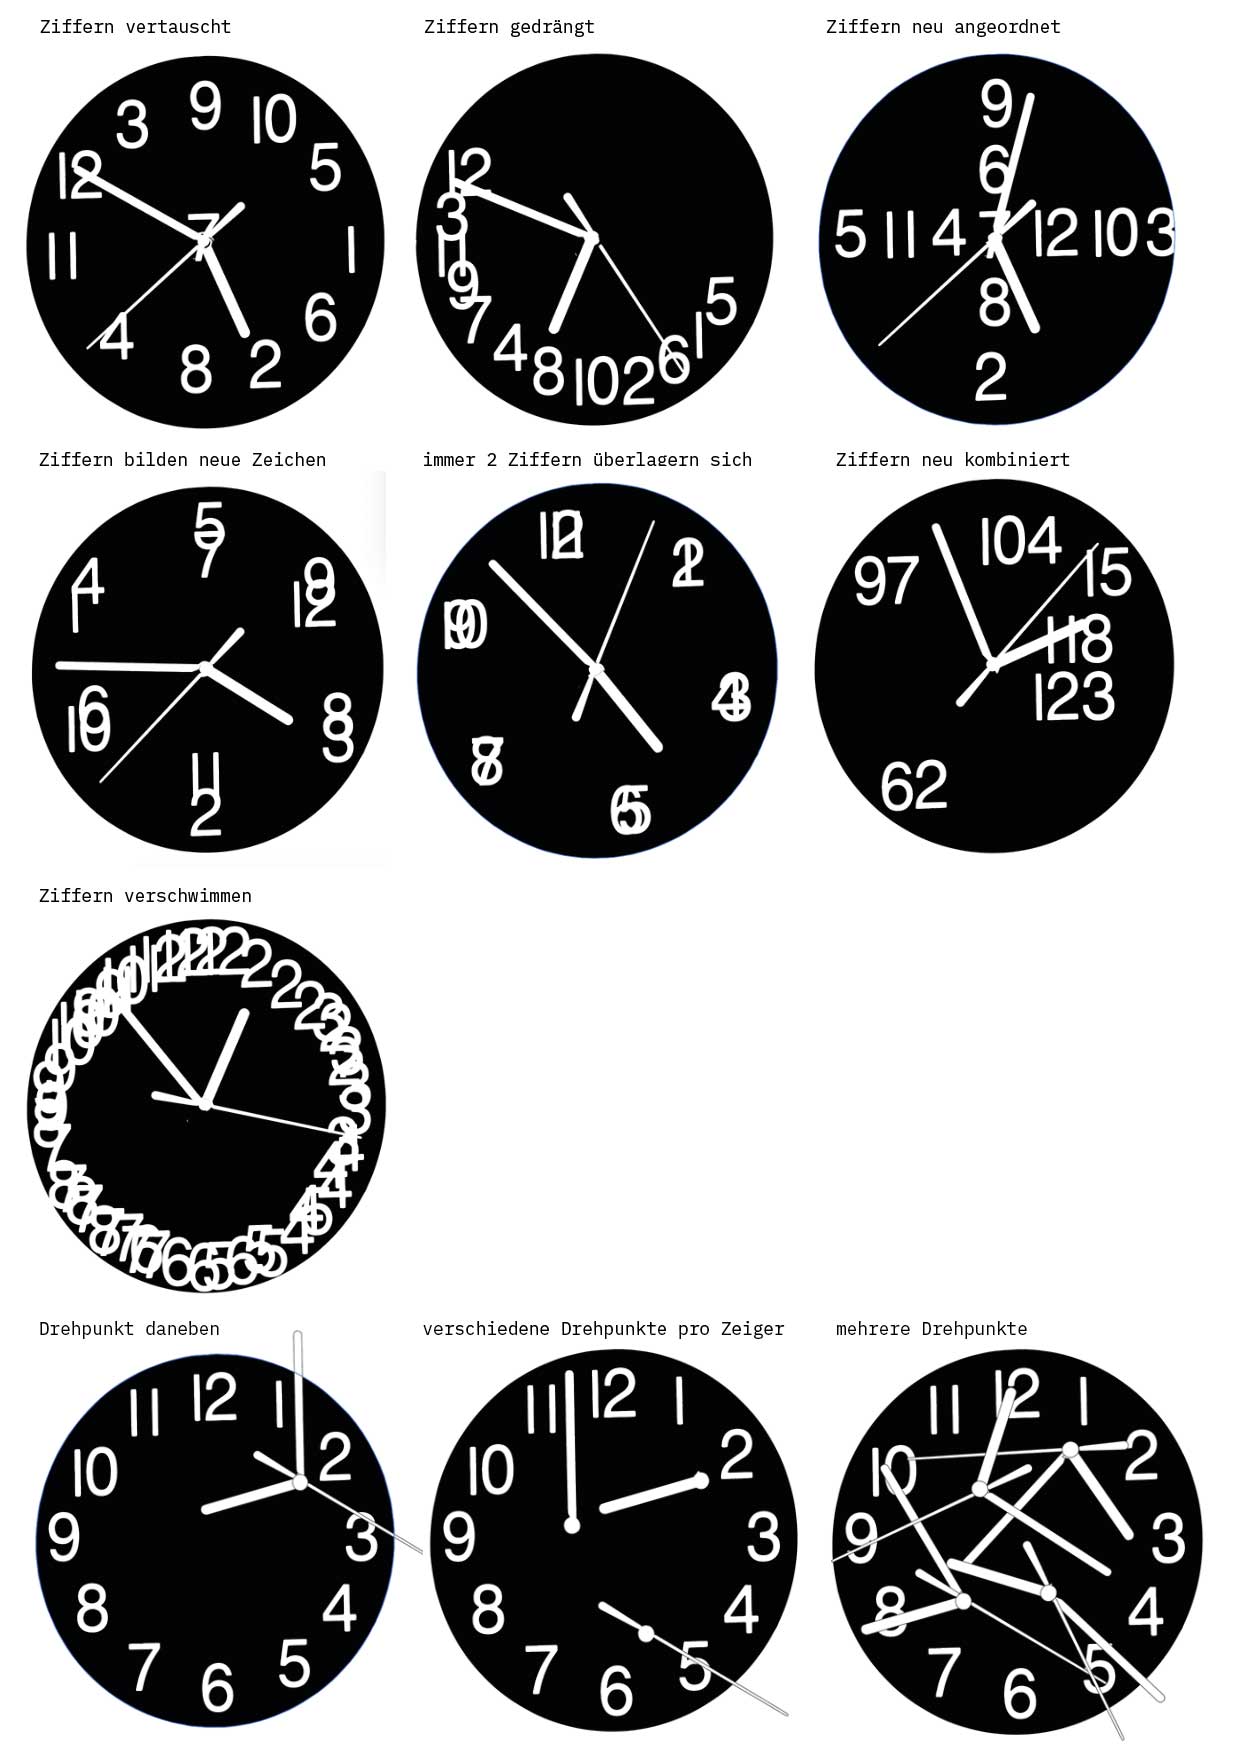 Ziffern vertauscht
Ziffern gedrängt
Ziffern neu angeordnet
3 9 10 5 1 6 2 8 4 11 12 7
12 3 11 9 7 4 8 10 2 6 1 5
9
6
5 11 4 7 12 10 3
8
2
Ziffern bilden neue Zeichen
immer 2 Ziffern überlagern sich
Ziffern neu kombiniert
5 7
9 12
8 3
11 2
6 10
4 1
12 11
2 1
4 3
6 5
8 7
10 9
104
15
118
123
62
97
Ziffern verschwimmen
Drehpunkt daneben
verschiedene Drehpunkte pro Zeiger
mehrere Drehpunkte
12 1 2 3 4 5 6 7 8 9 10 11
12 1 2 3 4 5 6 7 8 9 10 11
12 1 2 3 4 5 6 7 8 9 10 11